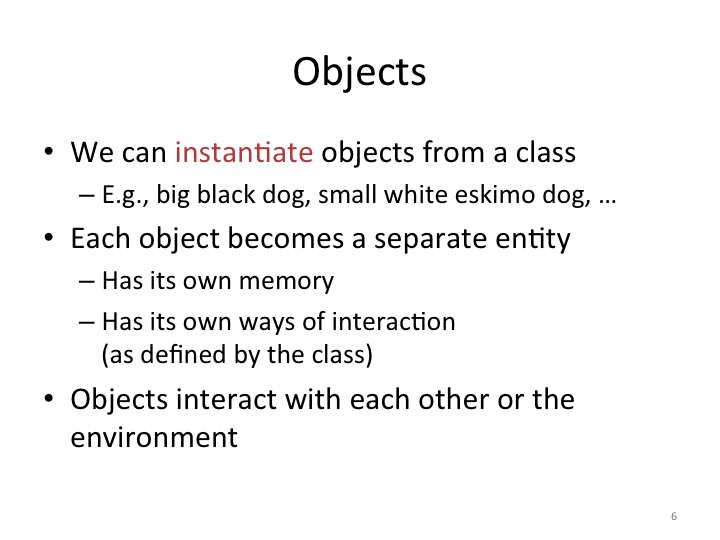 Objects
• We can instantiate objects from a class
– E.g., big black dog, small white eskimo dog, …
• Each object becomes a separate entity
– Has its own memory
– Has its own ways of interaction
(as defined by the class)
• Objects interact with each other or the
environment
6